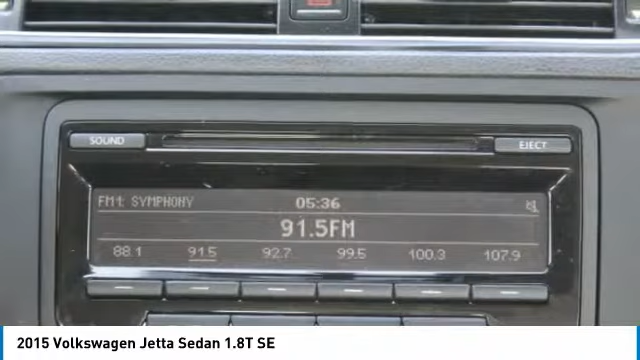 SOUND EJECT
FM1: SYMPHONY 05:36
91.5FM
88.1 91.5 92.7 99.5 100.3 107.9
2015 Volkswagen Jetta Sedan 1.8T SE